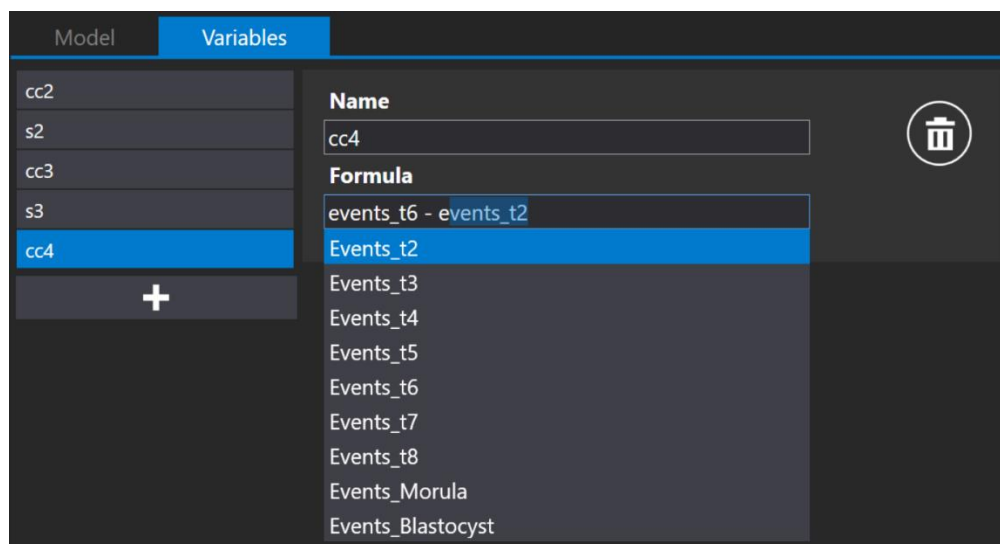 Model
Variables
cc2
s2
cc3
s3
cc4
Name
cc4
Formula
events_t6 - events_t2
Events_t2
Events_t3
Events_t4
Events_t5
Events_t6
Events_t7
Events_t8
Events_Morula
Events_Blastocyst